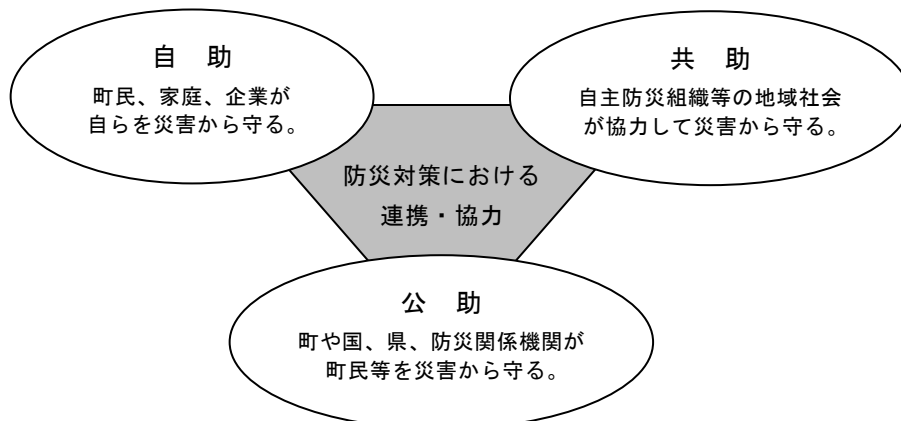 自　助
町民、家庭、企業が
自らを災害から守る。
共　助
自主防災組織等の地域社会
が協力して災害から守る。
防災対策における
連携・協力
公　助
町や国、県、防災関係機関が
町民等を災害から守る。